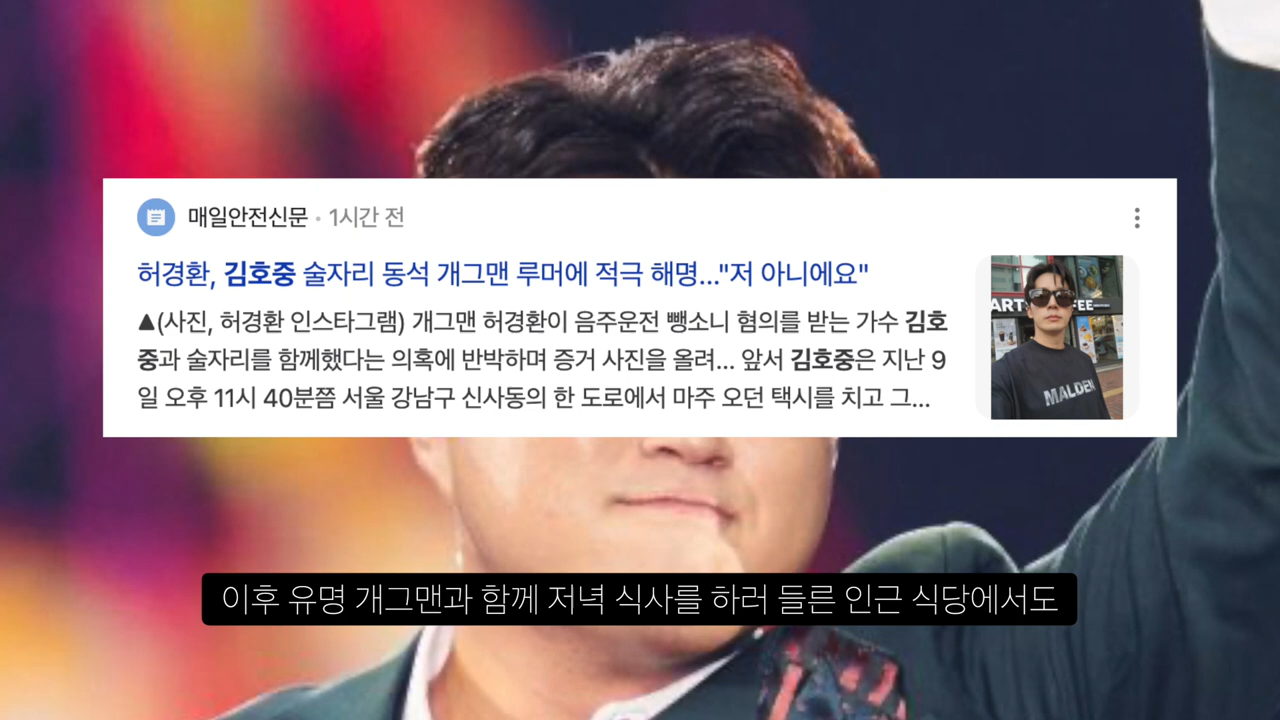 매일안전신문 • 1시간 전
허경환, 김호중 술자리 동석 개그맨 루머에 적극 해명..."저 아니에요"
▲(사진, 허경환 인스타그램) 개그맨 허경환이 음주운전 뺑소니 혐의를 받는 가수 김호
중과 술자리를 함께했다는 의혹에 반박하며 증거 사진을 올려... 앞서 김호중은 지난 9
일 오후 11시 40분쯤 서울 강남구 신사동의 한 도로에서 마주 오던 택시를 치고 그...
MALDEN
이후 유명 개그맨과 함께 저녁 식사를 하러 들른 인근 식당에서도